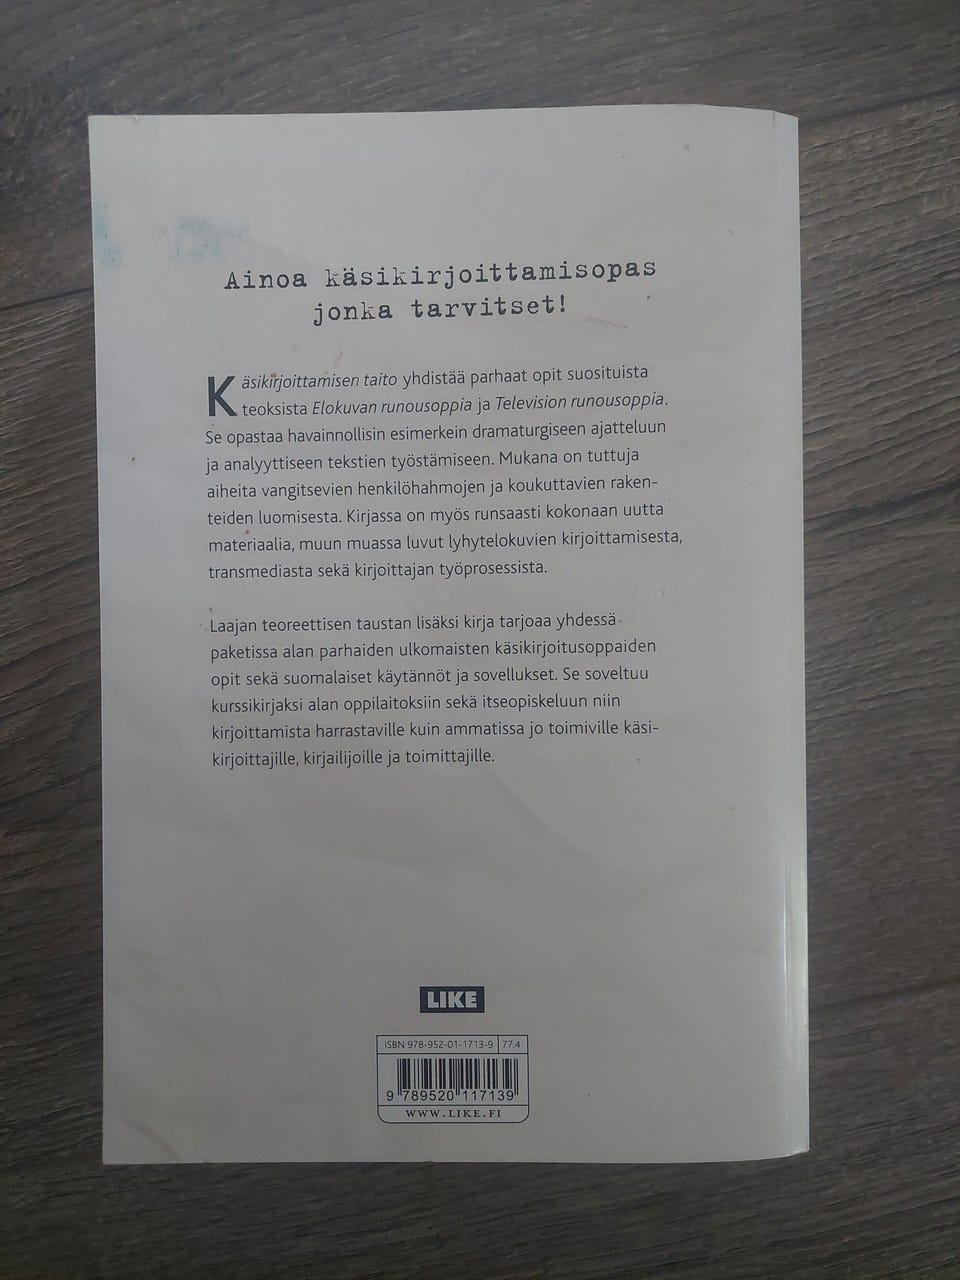 Ainoa käsikirjoittamisopas
jonka tarvitset!
Käsikirjoittamisen taito yhdistää parhaat opit suosituista
teoksista Elokuvan runousoppia ja Television runousoppia.
Se opastaa havainnollisin esimerkein dramaturgiseen ajatteluun
ja analyyttiseen tekstien työstämiseen. Mukana on tuttuja
aiheita vangitsevien henkilöhahmojen ja koukuttavien raken-
teiden luomisesta. Kirjassa on myös runsaasti kokonaan uutta
materiaalia, muun muassa luvut lyhytelokuvien kirjoittamisesta,
transmediasta sekä kirjoittajan työprosessista.
Laajan teoreettisen taustan lisäksi kirja tarjoaa yhdessä
paketissa alan parhaiden ulkomaisten käsikirjoitusoppaiden
opit sekä suomalaiset käytännöt ja sovellukset. Se soveltuu
kurssikirjaksi alan oppilaitoksiin sekä itseopiskeluun niin
kirjoittamista harrastaville kuin ammatissa jo toimiville käsi-
kirjoittajille, kirjailijoille ja toimittajille.
LIKE
ISBN 978-952-01-1713-9 77.4
9 789520 117139
WWW.LIKE.FI